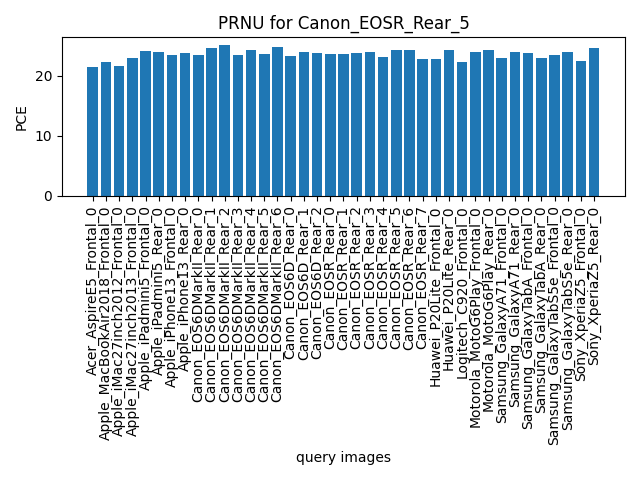 PRNU for Canon_EOSR_Rear_5
PCE
20
10
0
Acer_AspireE5_Frontal_0
Apple_MacBookAir2018_Frontal_0
Apple_iMac27inch2012_Frontal_0
Apple_iMac27inch2013_Frontal_0
Apple_iPadmini5_Frontal_0
Apple_iPadmini5_Rear_0
Apple_iPhone13_Frontal_0
Apple_iPhone13_Rear_0
Canon_EOS6DMarkII_Rear_0
Canon_EOS6DMarkII_Rear_1
Canon_EOS6DMarkII_Rear_2
Canon_EOS6DMarkII_Rear_3
Canon_EOS6DMarkII_Rear_4
Canon_EOS6DMarkII_Rear_5
Canon_EOS6DMarkII_Rear_6
Canon_EOS6D_Rear_0
Canon_EOS6D_Rear_1
Canon_EOS6D_Rear_2
Canon_EOSR_Rear_0
Canon_EOSR_Rear_1
Canon_EOSR_Rear_2
Canon_EOSR_Rear_3
Canon_EOSR_Rear_4
Canon_EOSR_Rear_5
Canon_EOSR_Rear_6
Canon_EOSR_Rear_7
Huawei_P20Lite_Frontal_0
Huawei_P20Lite_Rear_0
Logitech_C920_Frontal_0
Motorola_MotoG6Play_Frontal_0
Motorola_MotoG6Play_Rear_0
Samsung_GalaxyA71_Frontal_0
Samsung_GalaxyA71_Rear_0
Samsung_GalaxyTabA_Frontal_0
Samsung_GalaxyTabA_Rear_0
Samsung_GalaxyTabS5e_Frontal_0
Samsung_GalaxyTabS5e_Rear_0
Sony_XperiaZ5_Frontal_0
Sony_XperiaZ5_Rear_0
query images